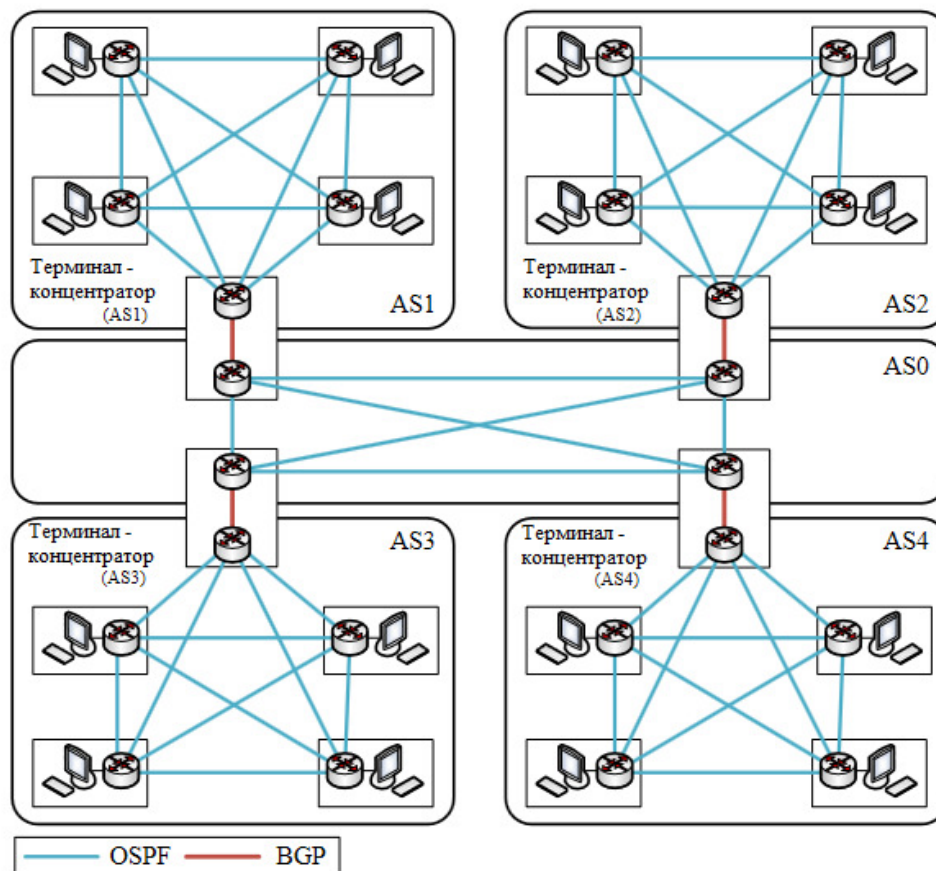 Терминал -
концентратор
(AS1)
AS1
Терминал -
концентратор
(AS2)
AS2
AS0
Терминал -
концентратор
(AS3)
AS3
Терминал -
концентратор
(AS4)
AS4
OSPF
BGP